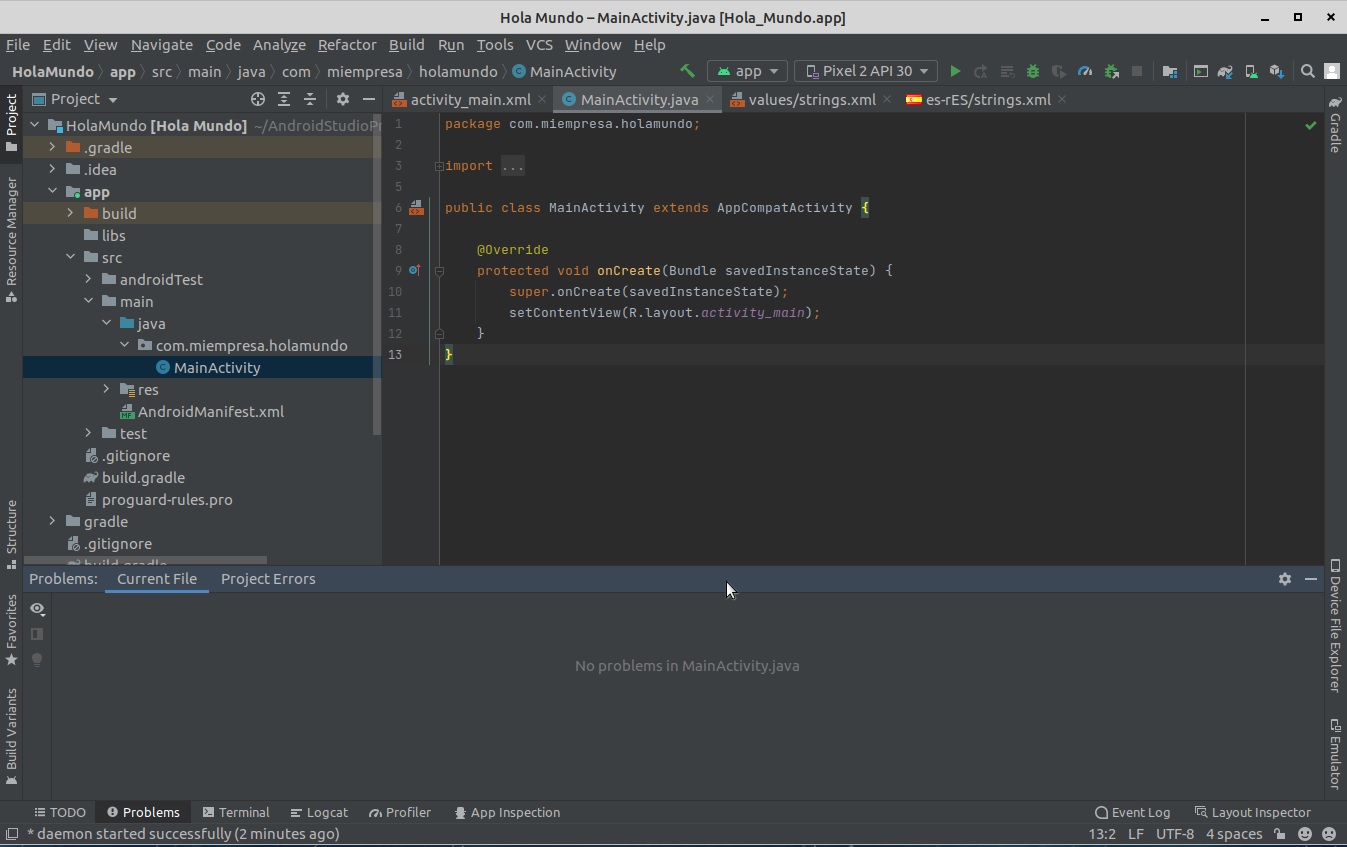 Hola Mundo – MainActivity.java [Hola_Mundo.app]
File Edit View Navigate Code Analyze Refactor Build Run Tools VCS Window Help
HolaMundo app src main java com miempresa holamundo MainActivity app Pixel 2 API 30
Project
activity_main.xml MainActivity.java values/strings.xml es-rES/strings.xml
Project
Resource Manager
Structure
Favorites
Build Variants
HolaMundo [Hola Mundo] ~/AndroidStudioPr
.gradle
.idea
app
build
libs
src
androidTest
main
java
com.miempresa.holamundo
MainActivity
res
AndroidManifest.xml
test
.gitignore
build.gradle
proguard-rules.pro
gradle
.gitignore
build.gradle
1 package com.miempresa.holamundo;
2
3 import ...
5
6 public class MainActivity extends AppCompatActivity {
7
8 @Override
9 protected void onCreate(Bundle savedInstanceState) {
10 super.onCreate(savedInstanceState);
11 setContentView(R.layout.activity_main);
12 }
13 }
Gradle
Device File Explorer
Emulator
Problems: Current File Project Errors
No problems in MainActivity.java
TODO Problems Terminal Logcat Profiler App Inspection Event Log Layout Inspector
* daemon started successfully (2 minutes ago) 13:2 LF UTF-8 4 spaces